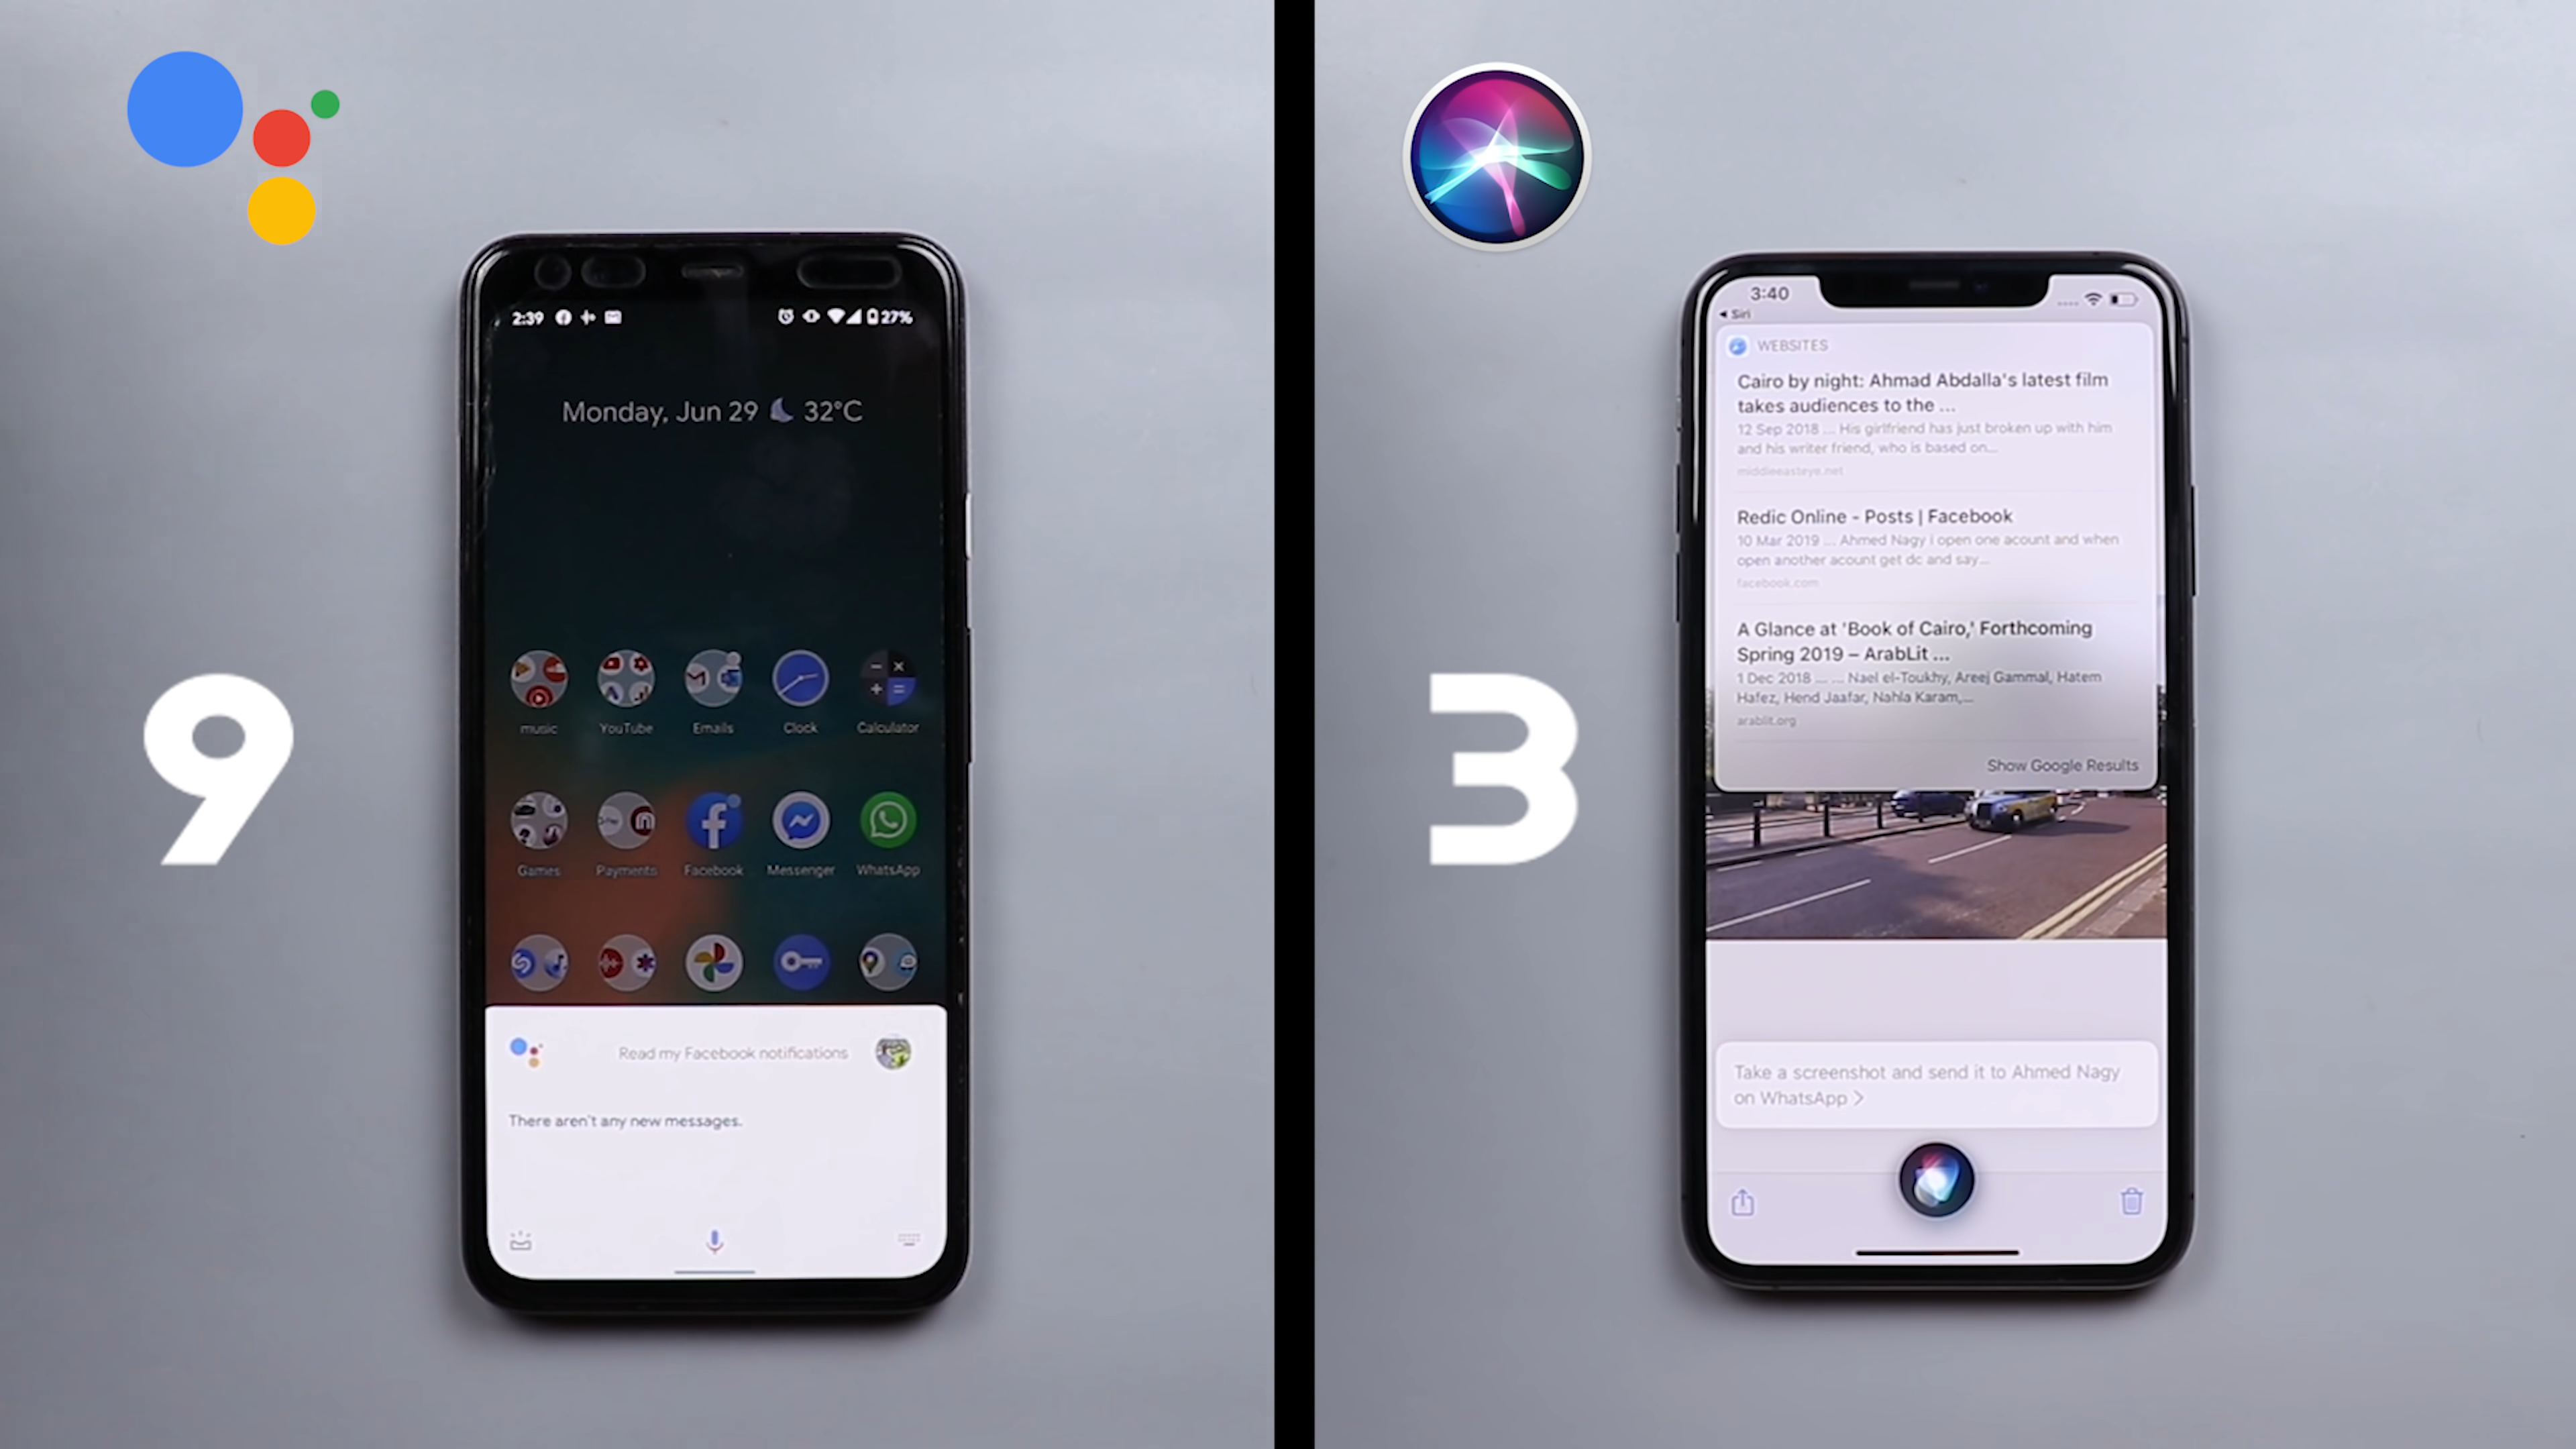 9
2:39
27%
Monday, Jun 29 32°C
music
YouTube
Emails
Clock
Calculator
Games
Payments
Facebook
Messenger
WhatsApp
Read my Facebook notifications
There aren't any new messages.
3
3:40
Siri
WEBSITES
Cairo by night: Ahmad Abdalla's latest film
takes audiences to the ...
12 Sep 2018 ... His girlfriend has just broken up with him
and his writer friend, who is based on...
middleeasteye.net
Redic Online - Posts | Facebook
10 Mar 2019 ... Ahmed Nagy i open one acount and when
open another acount get dc and say...
facebook.com
A Glance at 'Book of Cairo,' Forthcoming
Spring 2019 – ArabLit ...
1 Dec 2018 ... ... Nael el-Toukhy, Areej Gammal, Hatem
Hafez, Hend Jaafar, Nahla Karam,...
arablit.org
Show Google Results
Take a screenshot and send it to Ahmed Nagy
on WhatsApp >